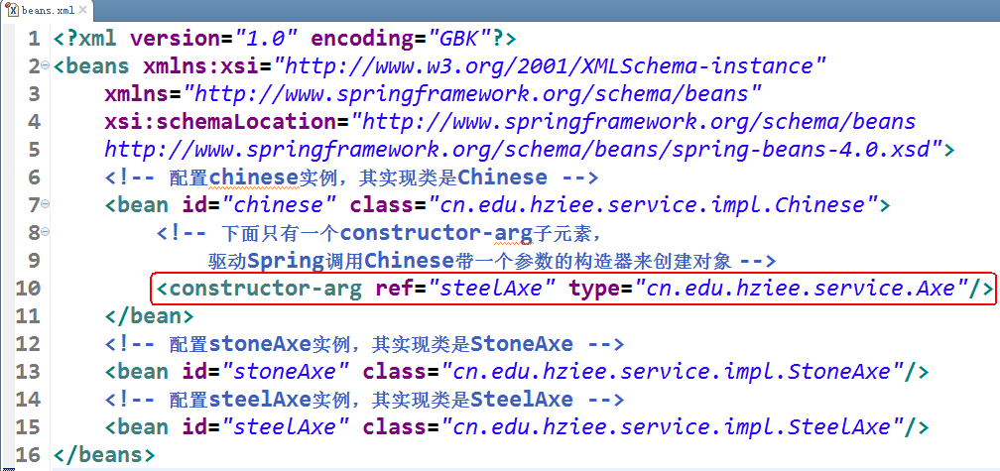 beans.xml
1 <?xml version="1.0" encoding="GBK"?>
2 <beans xmlns:xsi="http://www.w3.org/2001/XMLSchema-instance"
3 xmlns="http://www.springframework.org/schema/beans"
4 xsi:schemaLocation="http://www.springframework.org/schema/beans
5 http://www.springframework.org/schema/beans/spring-beans-4.0.xsd">
6 <!-- 配置chinese实例，其实现类是Chinese -->
7 <bean id="chinese" class="cn.edu.hziee.service.impl.Chinese">
8 <!-- 下面只有一个constructor-arg子元素，
9 驱动Spring调用Chinese带一个参数的构造器来创建对象 -->
10 <constructor-arg ref="steelAxe" type="cn.edu.hziee.service.Axe"/>
11 </bean>
12 <!-- 配置stoneAxe实例，其实现类是StoneAxe -->
13 <bean id="stoneAxe" class="cn.edu.hziee.service.impl.StoneAxe"/>
14 <!-- 配置steelAxe实例，其实现类是SteelAxe -->
15 <bean id="steelAxe" class="cn.edu.hziee.service.impl.SteelAxe"/>
16 </beans>